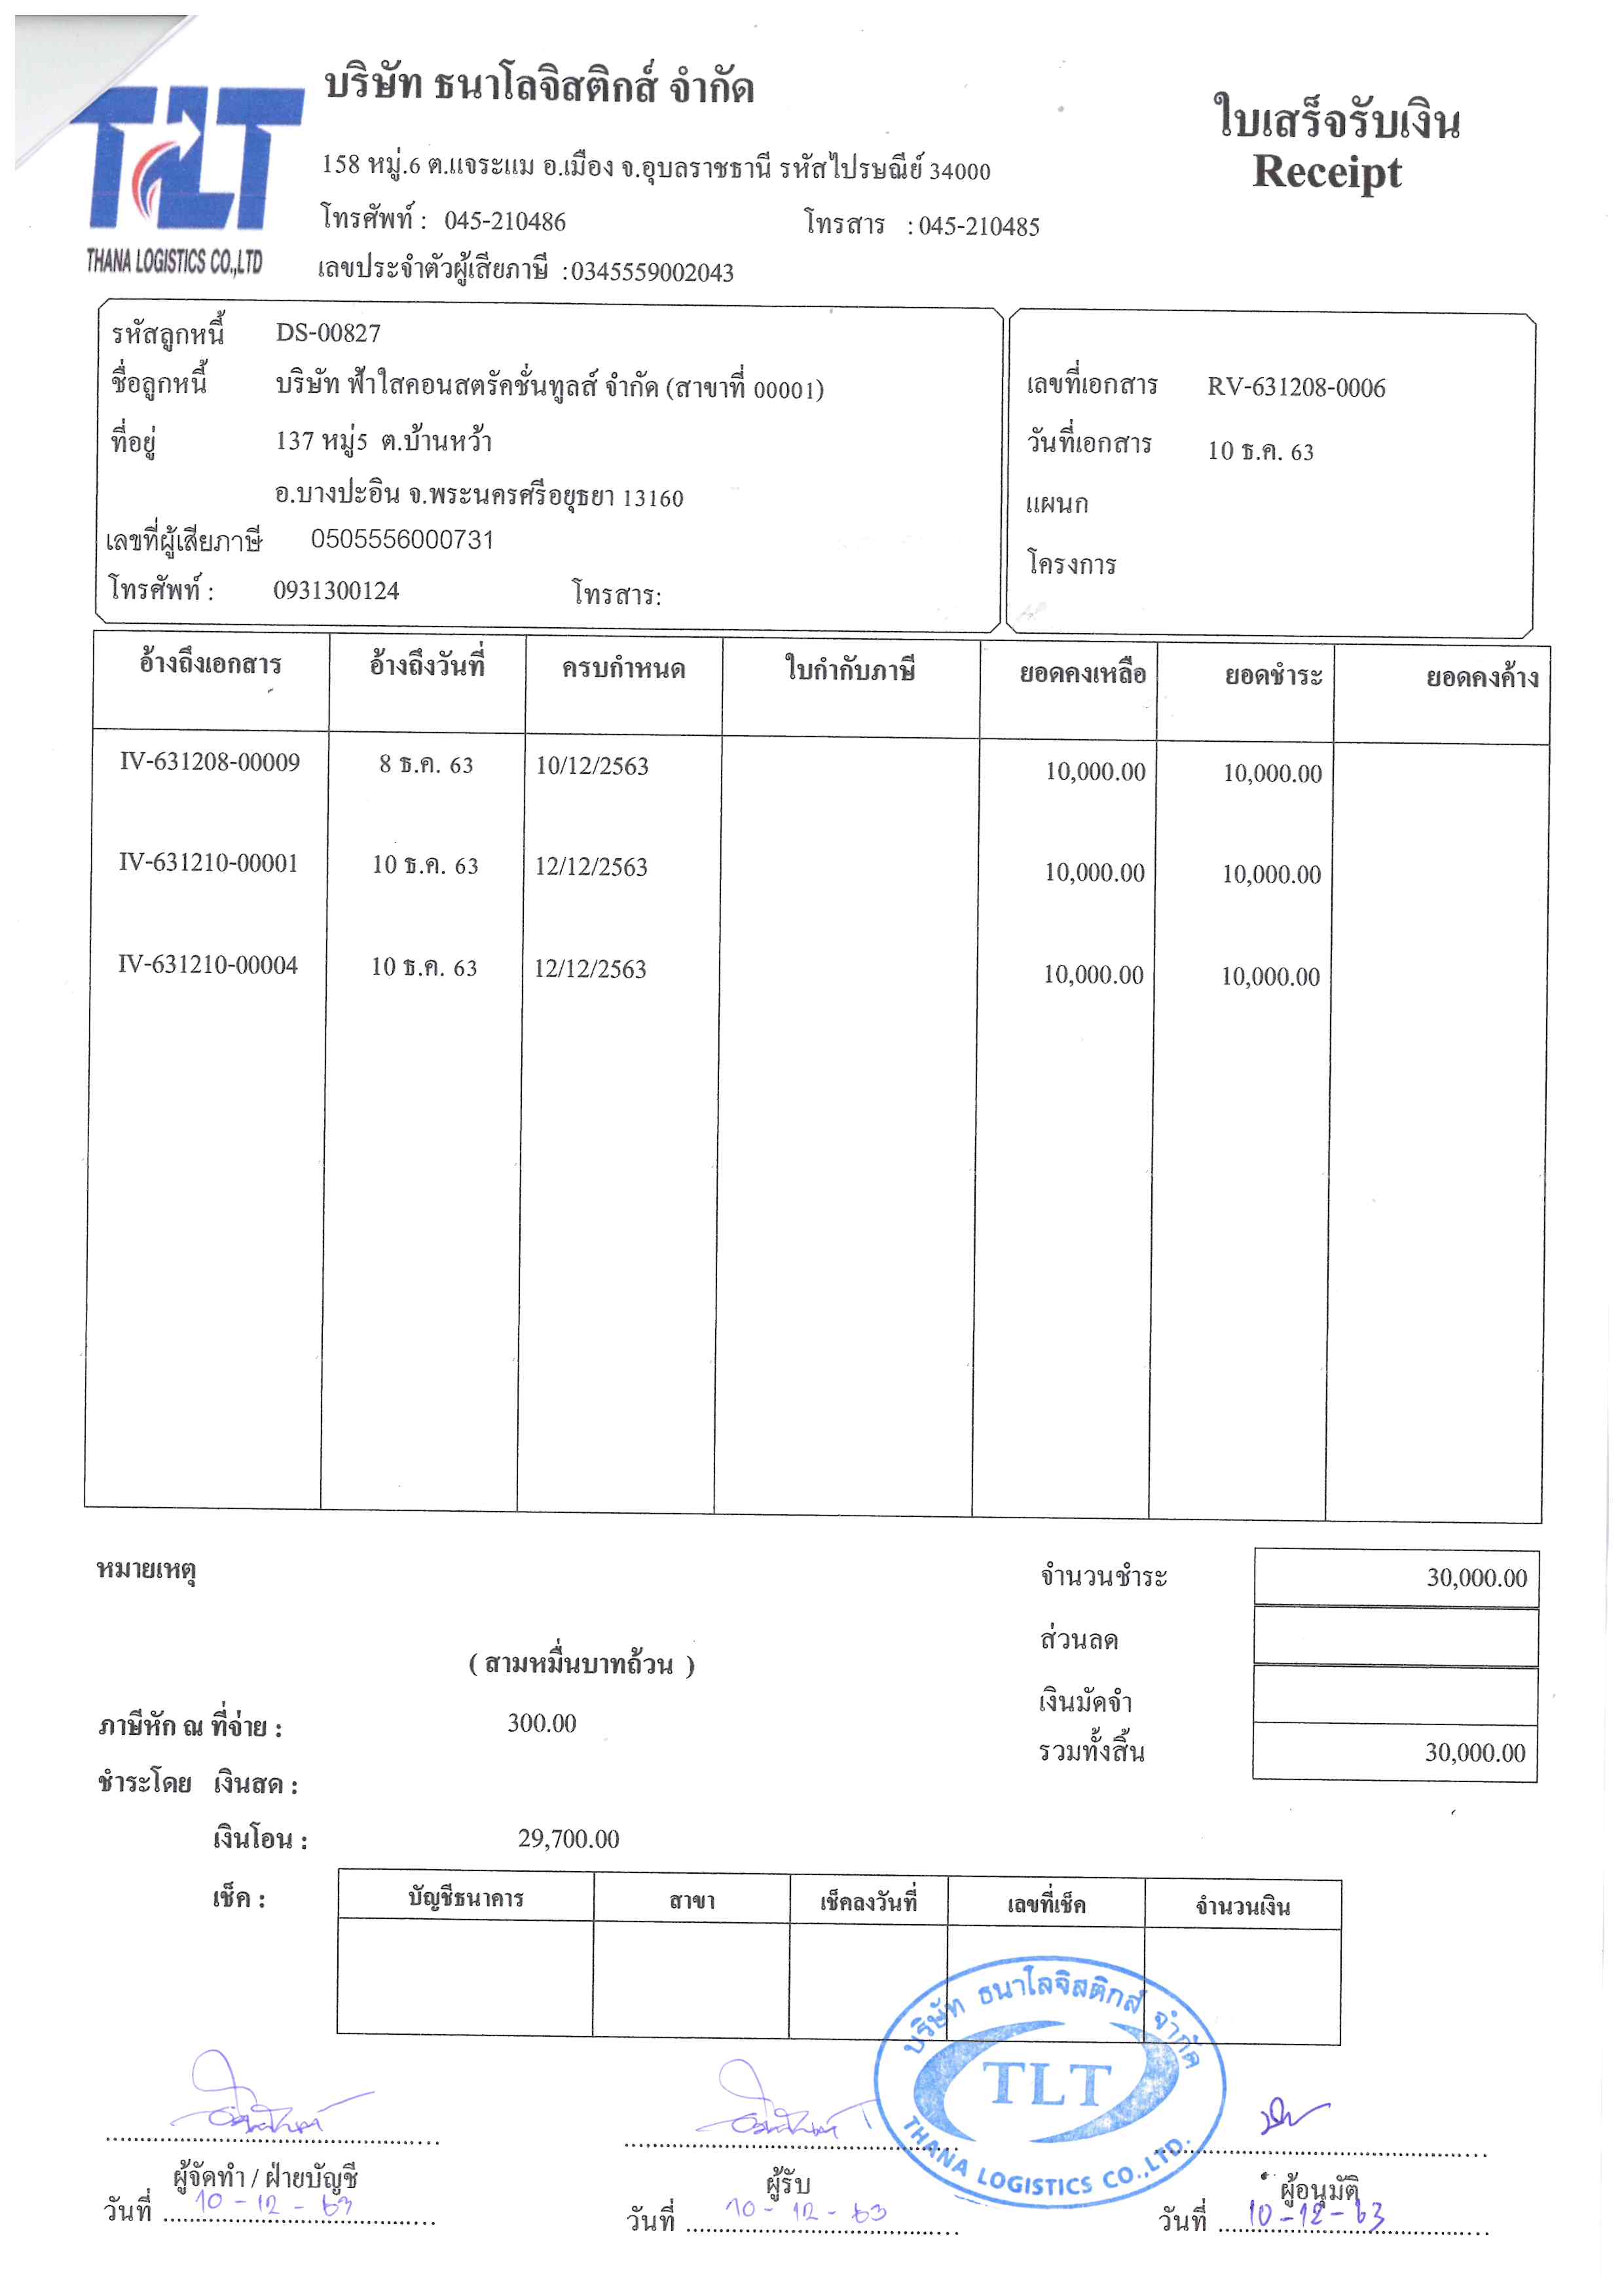 บริษัท ธนาโลจิสติกส์ จำกัด
ใบเสร็จรับเงิน
Receipt
158 หมู่.6 ต.แจระแม อ.เมือง จ.อุบลราชธานี รหัสไปรษณีย์ 34000
โทรศัพท์ : 045-210486 โทรสาร : 045-210485
เลขประจำตัวผู้เสียภาษี :0345559002043
TLT
THANA LOGISTICS CO.,LTD
รหัสลูกหนี้ DS-00827
ชื่อลูกหนี้ บริษัท ฟ้าใสคอนสตรัคชั่นทูลส์ จำกัด (สาขาที่ 00001)
ที่อยู่ 137 หมู่5 ต.บ้านหว้า
อ.บางปะอิน จ.พระนครศรีอยุธยา 13160
เลขที่ผู้เสียภาษี 0505556000731
โทรศัพท์ : 0931300124 โทรสาร:
เลขที่เอกสาร RV-631208-0006
วันที่เอกสาร 10 ธ.ค. 63
แผนก
โครงการ
อ้างถึงเอกสาร อ้างถึงวันที่ ครบกำหนด ใบกำกับภาษี ยอดคงเหลือ ยอดชำระ ยอดคงค้าง
IV-631208-00009 8 ธ.ค. 63 10/12/2563 10,000.00 10,000.00
IV-631210-00001 10 ธ.ค. 63 12/12/2563 10,000.00 10,000.00
IV-631210-00004 10 ธ.ค. 63 12/12/2563 10,000.00 10,000.00
หมายเหตุ
จำนวนชำระ 30,000.00
ส่วนลด
( สามหมื่นบาทถ้วน )
เงินมัดจำ
ภาษีหัก ณ ที่จ่าย : 300.00
รวมทั้งสิ้น 30,000.00
ชำระโดย เงินสด :
เงินโอน : 29,700.00
เช็ค : บัญชีธนาคาร สาขา เช็คลงวันที่ เลขที่เช็ค จำนวนเงิน
บริษัท ธนาโลจิสติกส์ จำกัด
TLT
THANA LOGISTICS CO.,LTD.
ผู้จัดทำ / ฝ่ายบัญชี ผู้รับ ผู้อนุมัติ
วันที่ 10-12-63 วันที่ 10-12-63 วันที่ 10-12-63